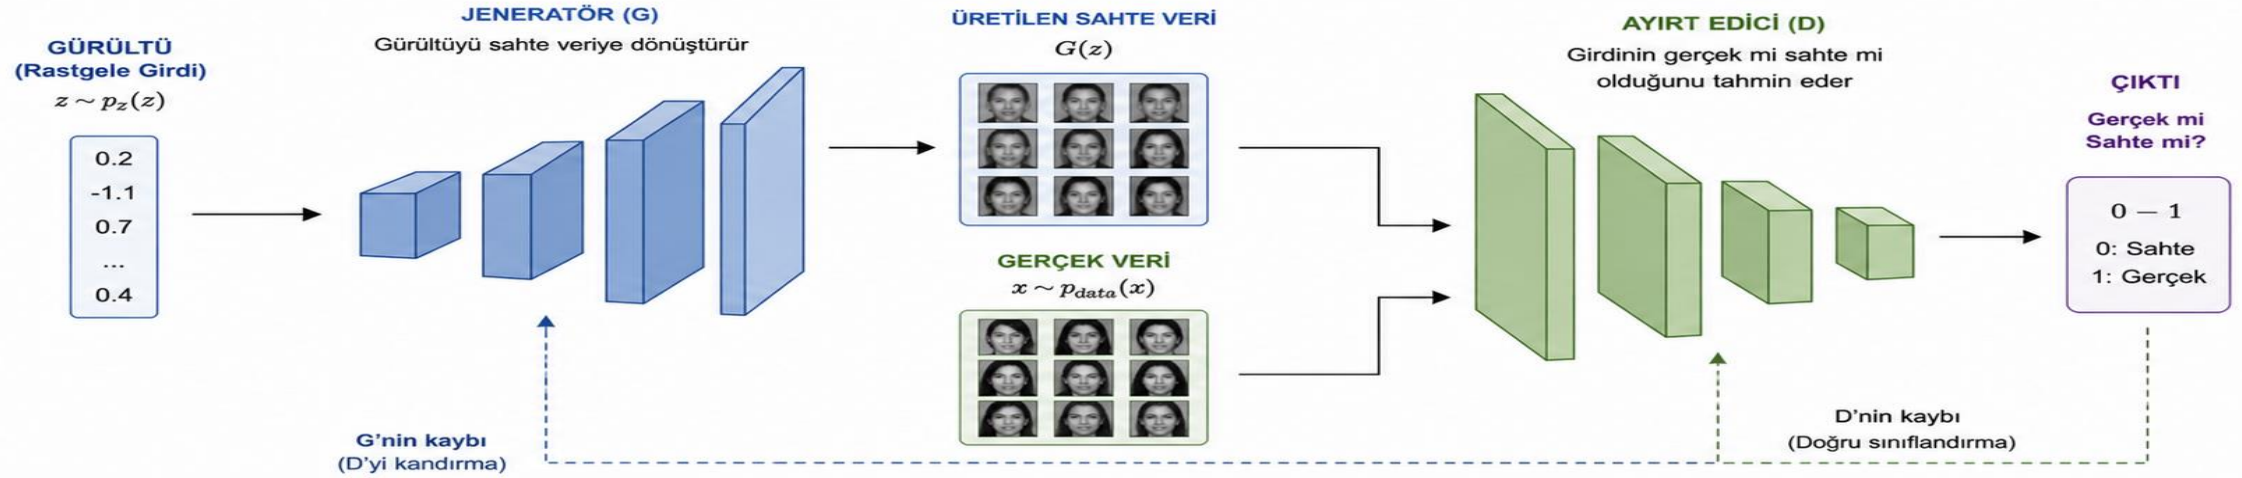 GÜRÜLTÜ
(Rastgele Girdi)
z ~ p_z(z)
0.2
-1.1
0.7
...
0.4
JENERATÖR (G)
Gürültüyü sahte veriye dönüştürür
ÜRETİLEN SAHTE VERİ
G(z)
GERÇEK VERİ
x ~ p_data(x)
AYIRT EDİCİ (D)
Girdinin gerçek mi sahte mi
olduğunu tahmin eder
ÇIKTI
Gerçek mi
Sahte mi?
0 – 1
0: Sahte
1: Gerçek
G’nin kaybı
(D’yi kandırma)
D’nin kaybı
(Doğru sınıflandırma)